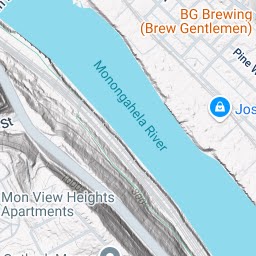 BG Brewing
(Brew Gentlemen)
Pine W
Monongahela River
Jos
St
Mon View Heights
Apartments